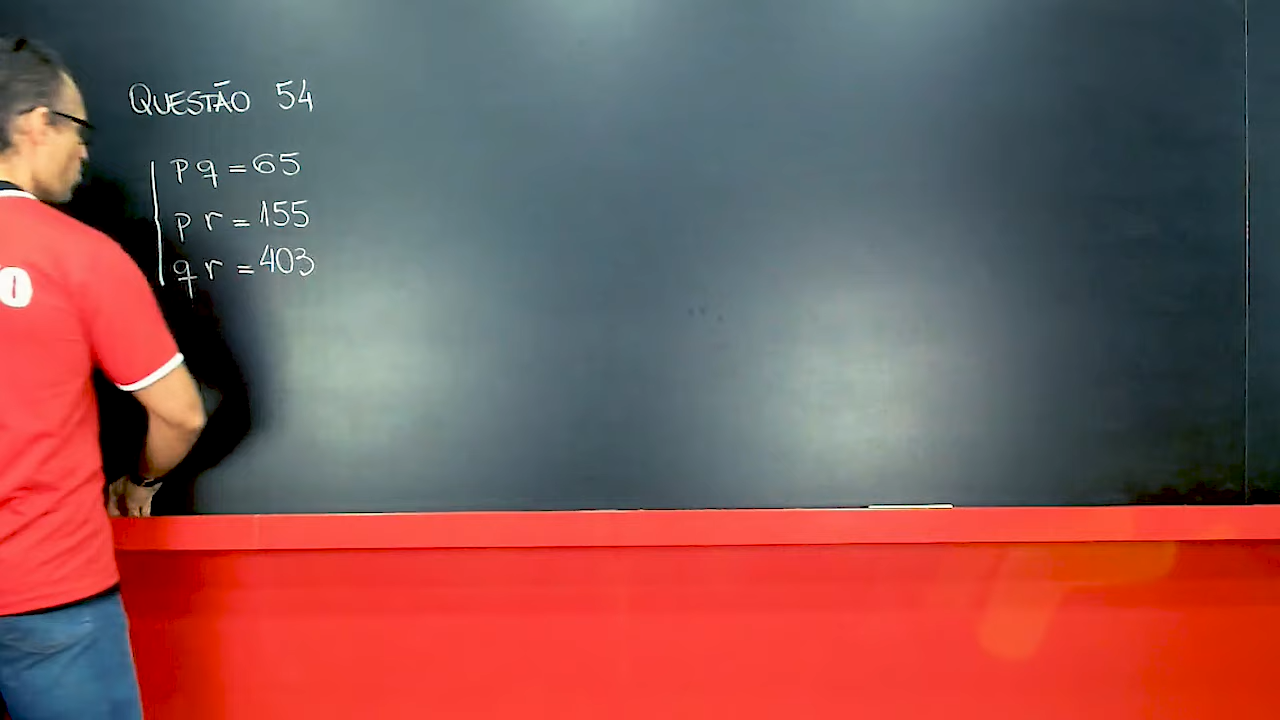 QUESTÃO 54
pq = 65
pr = 155
qr = 403